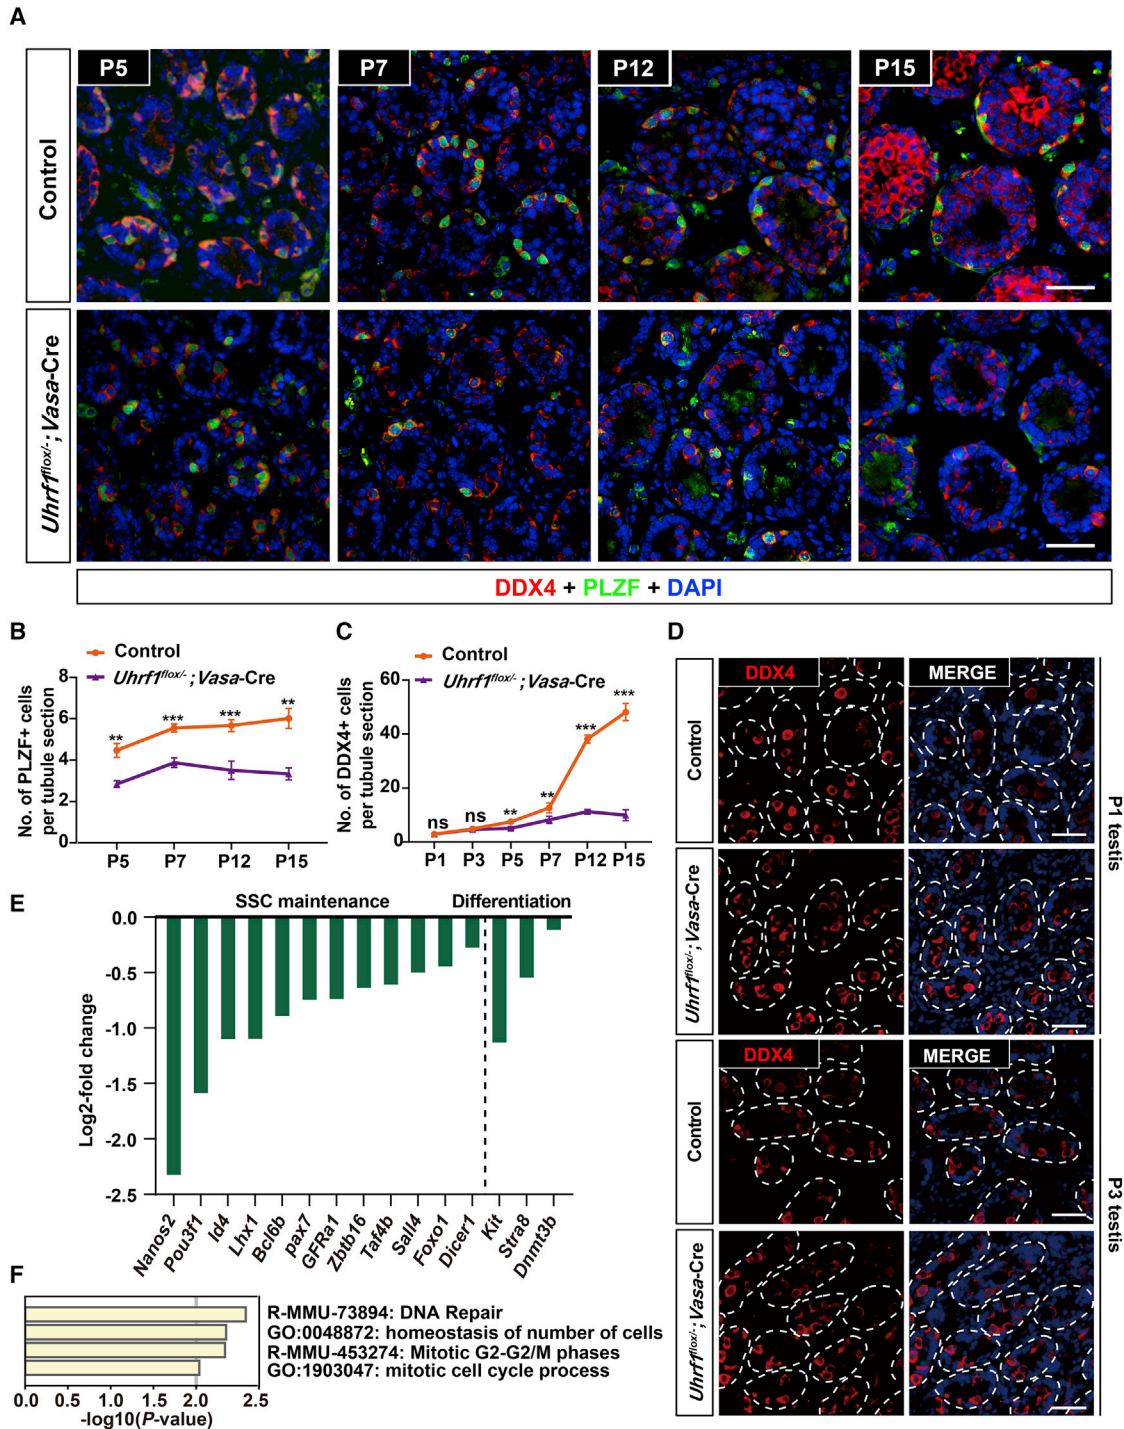 A
P5
P7
P12
P15
Control
Uhrf1flox/-;Vasa-Cre
DDX4 + PLZF + DAPI
B
Control
Uhrf1flox/-;Vasa-Cre
No. of PLZF+ cells
per tubule section
8
6
4
2
0
**
***
***
**
P5
P7
P12
P15
C
Control
Uhrf1flox/-;Vasa-Cre
No. of DDX4+ cells
per tubule section
60
40
20
0
ns
ns
**
**
***
***
P1
P3
P5
P7
P12
P15
D
DDX4
MERGE
Control
Uhrf1flox/-;Vasa-Cre
P1 testis
DDX4
MERGE
Control
Uhrf1flox/-;Vasa-Cre
P3 testis
E
SSC maintenance
Differentiation
Log2-fold change
0.0
-0.5
-1.0
-1.5
-2.0
-2.5
Nanos2
Pou3f1
Id4
Lhx1
Bcl6b
pax7
GFRa1
Zbtb16
Taf4b
Sall4
Foxo1
Dicer1
Kit
Stra8
Dnmt3b
F
R-MMU-73894: DNA Repair
GO:0048872: homeostasis of number of cells
R-MMU-453274: Mitotic G2-G2/M phases
GO:1903047: mitotic cell cycle process
0.0
0.5
1.0
1.5
2.0
2.5
-log10(P-value)